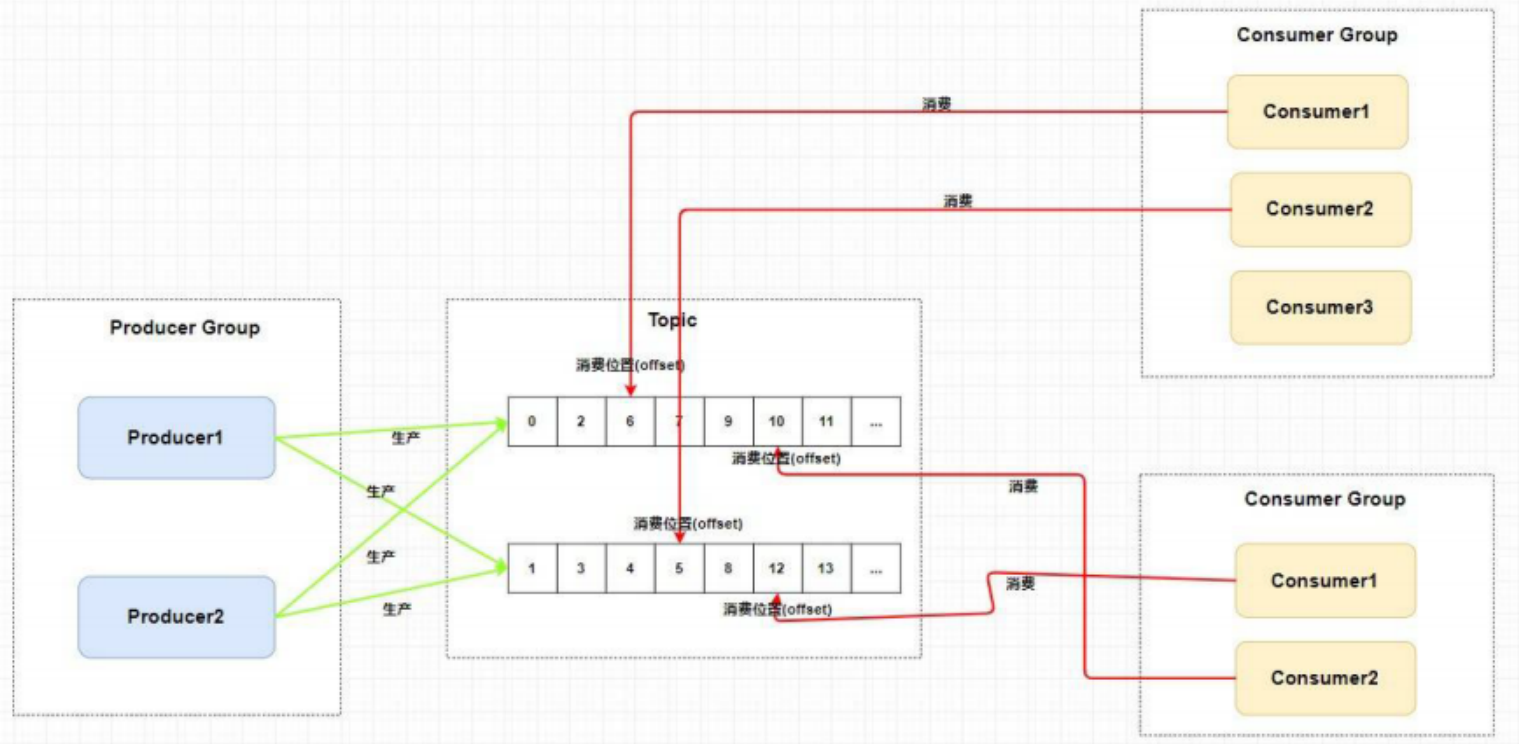 Consumer Group
Consumer1
消费
Consumer2
消费
Consumer3
Producer Group
Producer1
Producer2
生产
生产
生产
生产
Topic
消费位置(offset)
0 2 6 7 9 10 11 ...
消费位置(offset)
消费位置(offset)
1 3 4 5 8 12 13 ...
消费位置(offset)
消费
消费
Consumer Group
Consumer1
Consumer2